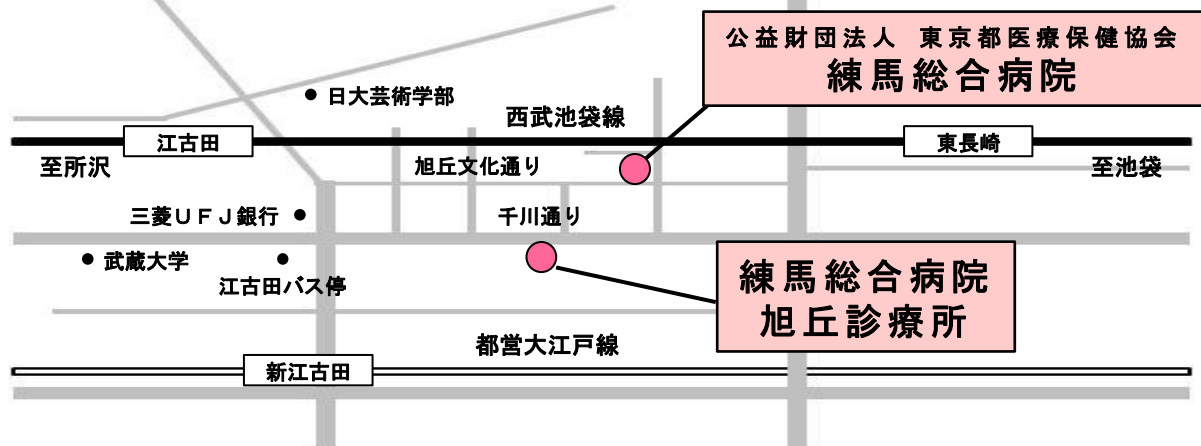 公益財団法人 東京都医療保健協会
練馬総合病院
日大芸術学部
西武池袋線
江古田
東長崎
至所沢
旭丘文化通り
至池袋
三菱ＵＦＪ銀行
千川通り
武蔵大学
江古田バス停
練馬総合病院
旭丘診療所
都営大江戸線
新江古田